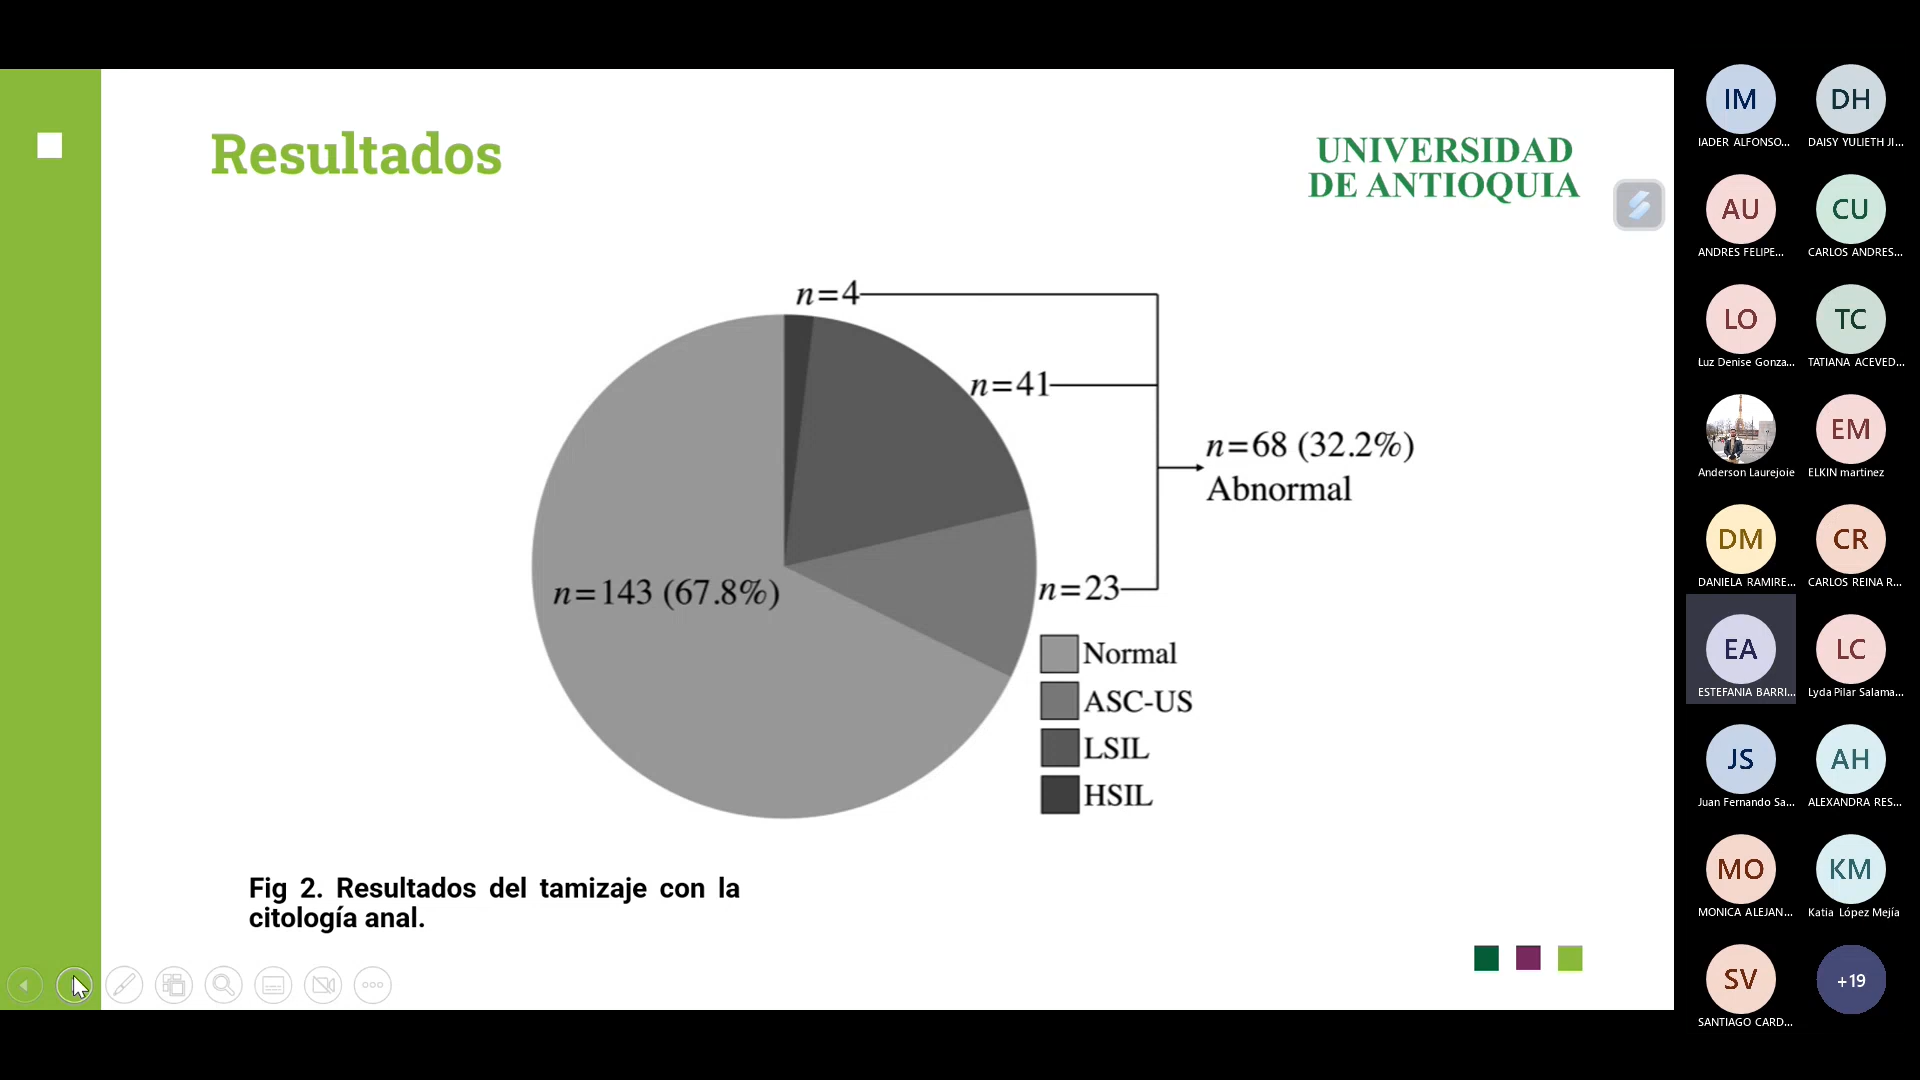 Resultados
UNIVERSIDAD
DE ANTIOQUIA
n=4
n=41
n=68 (32.2%)
Abnormal
n=143 (67.8%)
n=23
Normal
ASC-US
LSIL
HSIL
Fig 2. Resultados del tamizaje con la
citología anal.
IM
DH
IADER ALFONSO...
DAISY YULIETH JI...
AU
CU
ANDRES FELIPE...
CARLOS ANDRES...
LO
TC
Luz Denise Gonza...
TATIANA ACEVED...
EM
Anderson Laurejoie
ELKIN martinez
DM
CR
DANIELA RAMIRE...
CARLOS REINA R...
EA
LC
ESTEFANIA BARRI...
Lyda Pilar Salama...
JS
AH
Juan Fernando Sa...
ALEXANDRA RES...
MO
KM
MONICA ALEJAN...
Katia López Mejía
SV
+19
SANTIAGO CARD...